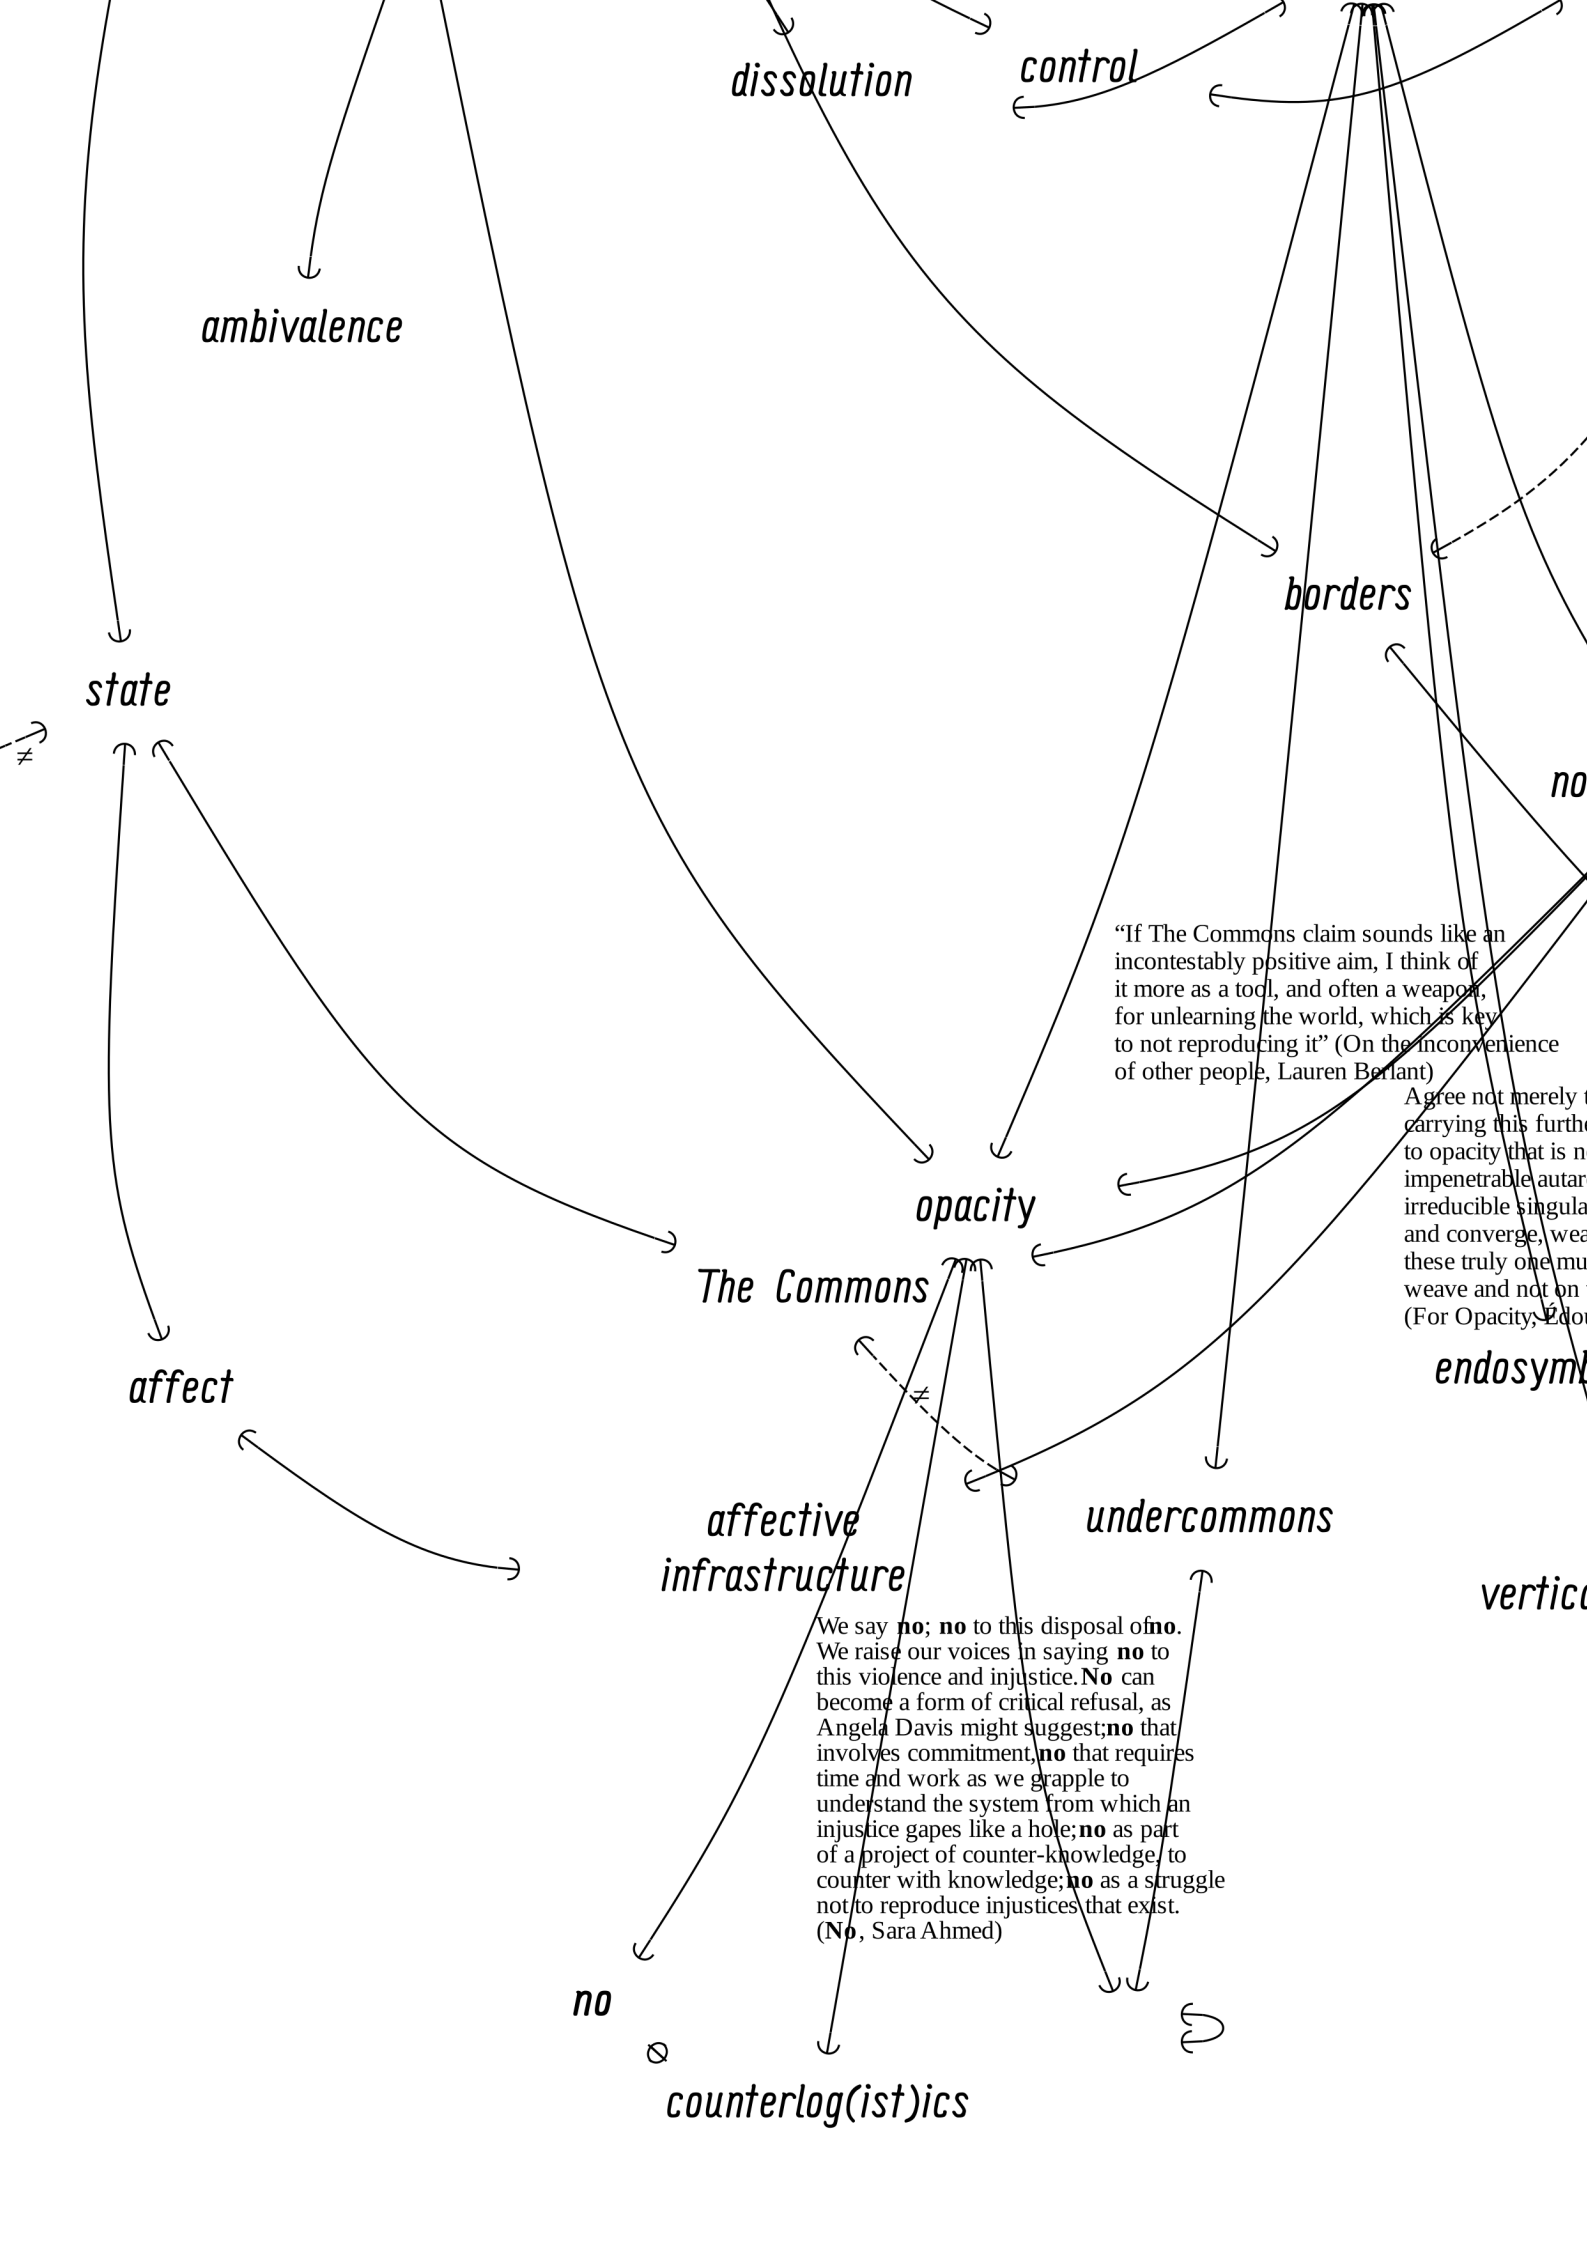 dissolution
control
ambivalence
borders
state
≠
no
“If The Commons claim sounds like an
incontestably positive aim, I think of
it more as a tool, and often a weapon,
for unlearning the world, which is key
to not reproducing it” (On the inconvenience
of other people, Lauren Berlant)
Agree not merely t
carrying this furthe
to opacity that is n
impenetrable autar
irreducible singula
and converge, wea
these truly one mu
weave and not on
(For Opacity, Édou
opacity
The Commons
endosymb
affect
≠
affective
infrastructure
undercommons
vertic
We say no; no to this disposal ofno.
We raise our voices in saying no to
this violence and injustice. No can
become a form of critical refusal, as
Angela Davis might suggest;no that
involves commitment,no that requires
time and work as we grapple to
understand the system from which an
injustice gapes like a hole;no as part
of a project of counter-knowledge, to
counter with knowledge;no as a struggle
not to reproduce injustices that exist.
(No, Sara Ahmed)
no
counterlog(ist)ics